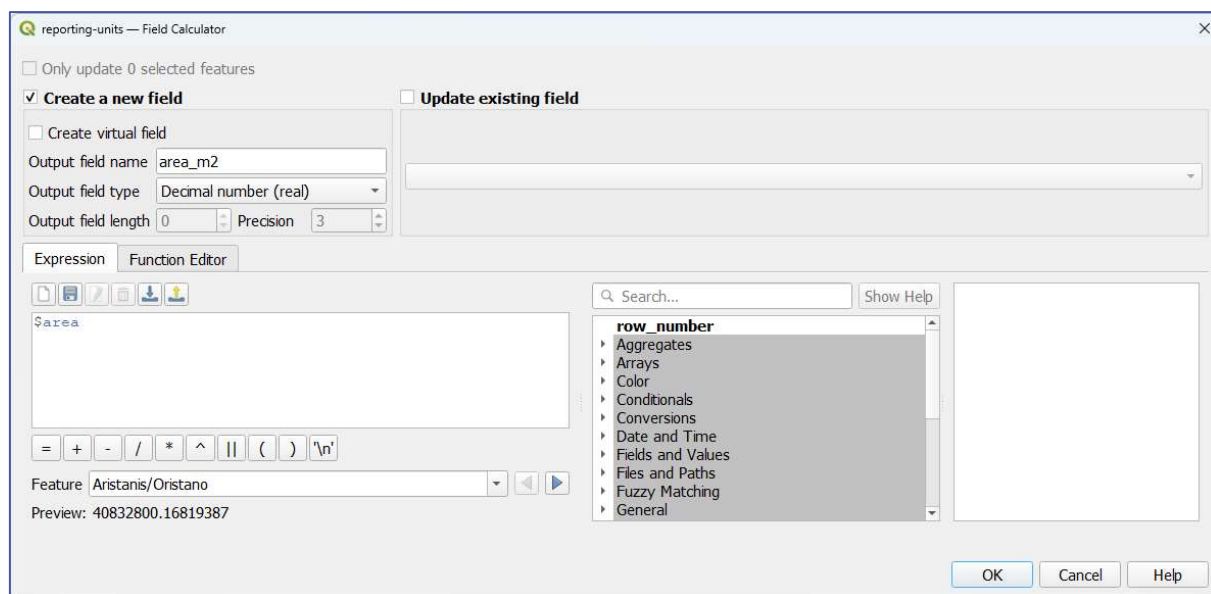 reporting-units — Field Calculator
Only update 0 selected features
Create a new field
Update existing field
Create virtual field
Output field name area_m2
Output field type Decimal number (real)
Output field length 0 Precision 3
Expression Function Editor
Search... Show Help
$area
row_number
Aggregates
Arrays
Color
Conditionals
Conversions
Date and Time
Fields and Values
Files and Paths
Fuzzy Matching
General
= + - / * ^ || ( ) '\n'
Feature Aristanis/Oristano
Preview: 40832800.16819387
OK Cancel Help